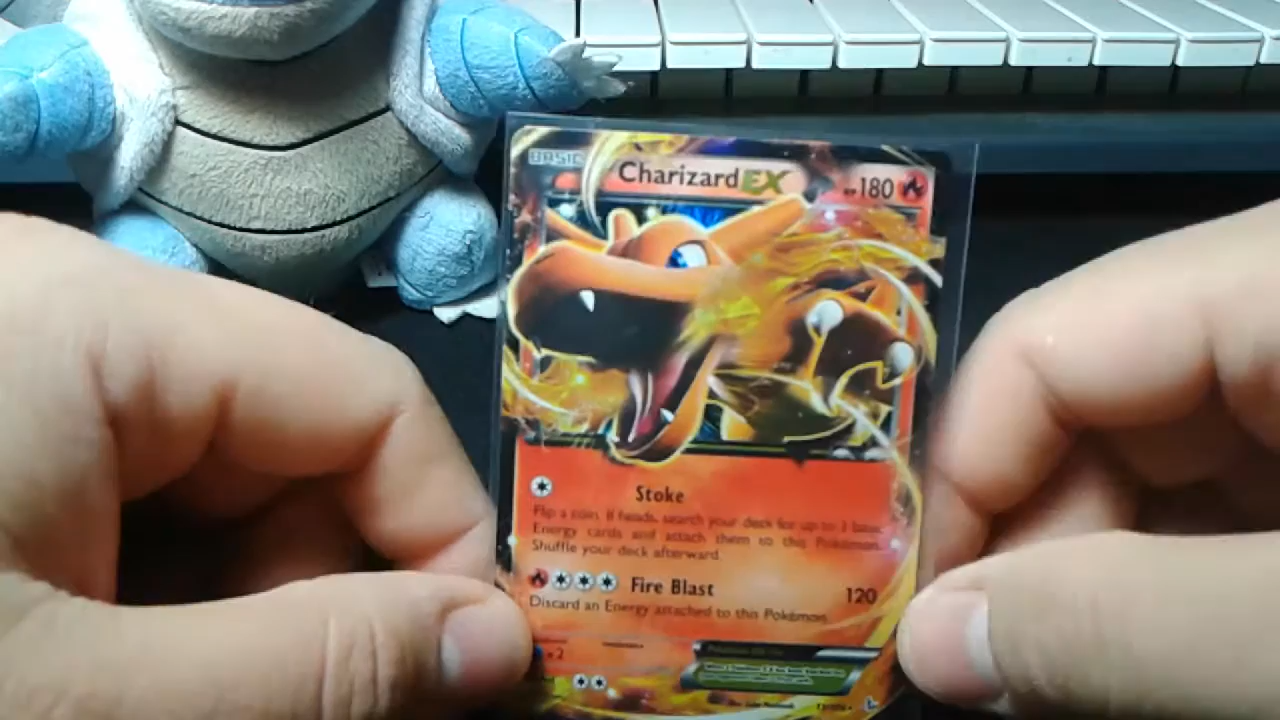 BASIC
Charizard EX
HP 180
Stoke
Flip a coin. If heads, search your deck for up to 3 basic
Energy cards and attach them to this Pokémon.
Shuffle your deck afterward.
Fire Blast 120
Discard an Energy attached to this Pokémon.
×2